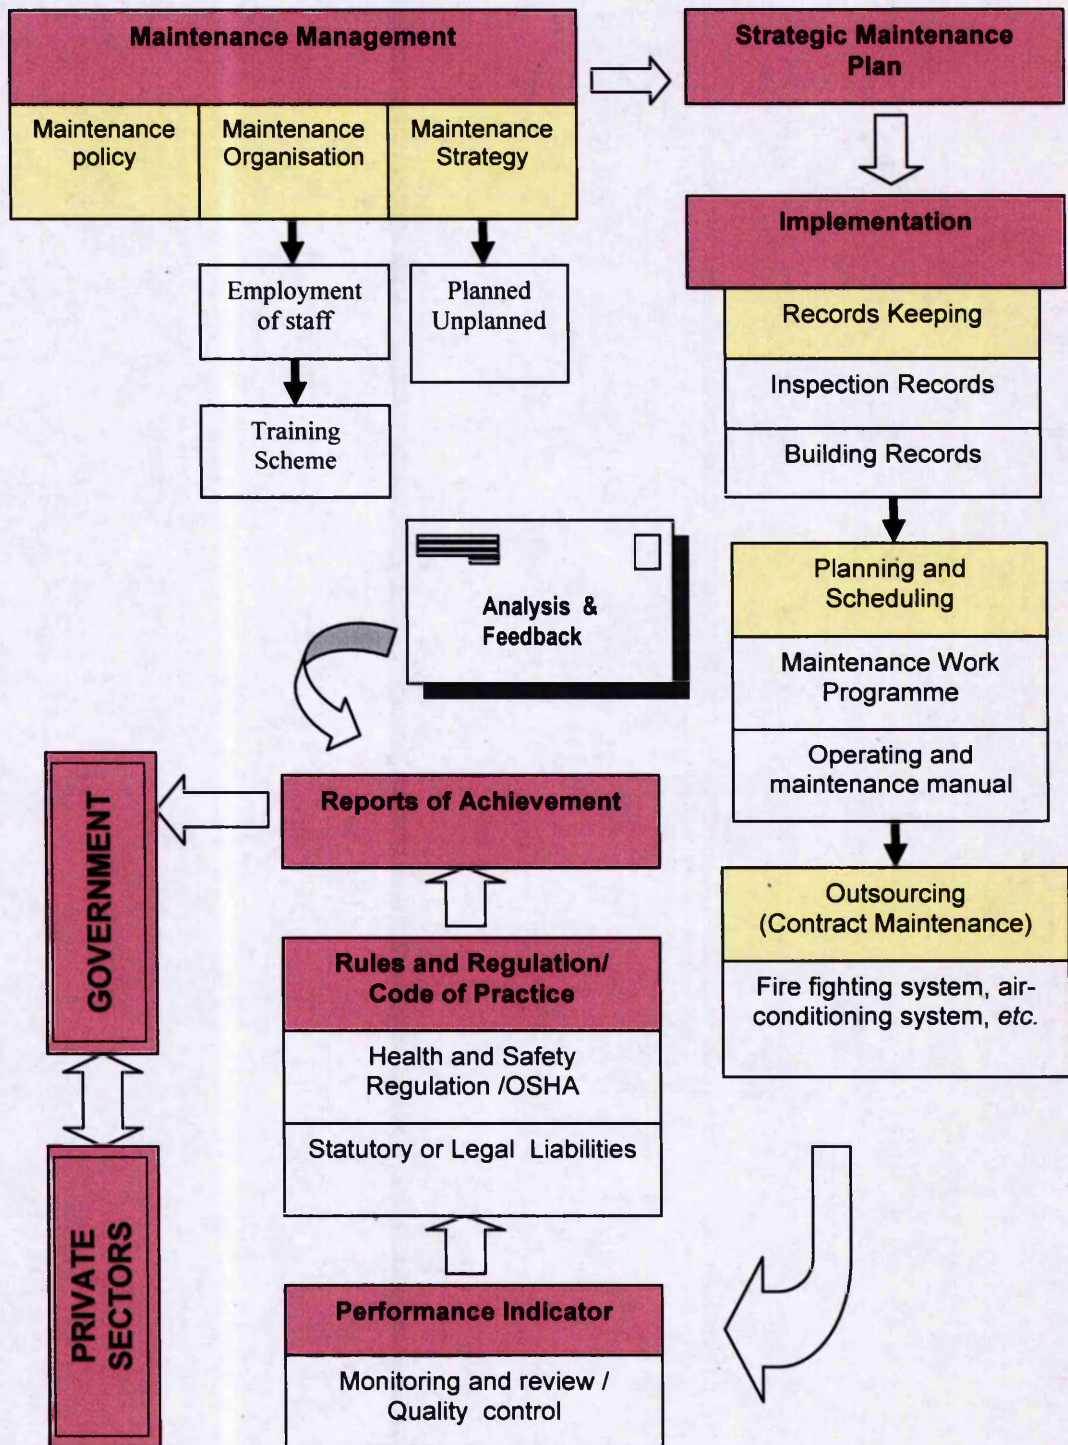 Maintenance Management
Maintenance
policy
Maintenance
Organisation
Maintenance
Strategy
Employment
of staff
Training
Scheme
Planned
Unplanned
Strategic Maintenance
Plan
Implementation
Records Keeping
Inspection Records
Building Records
Planning and
Scheduling
Maintenance Work
Programme
Operating and
maintenance manual
Outsourcing
(Contract Maintenance)
Fire fighting system, air-
conditioning system, etc.
Analysis &
Feedback
Reports of Achievement
Rules and Regulation/
Code of Practice
Health and Safety
Regulation /OSHA
Statutory or Legal Liabilities
Performance Indicator
Monitoring and review /
Quality control
GOVERNMENT
PRIVATE
SECTORS